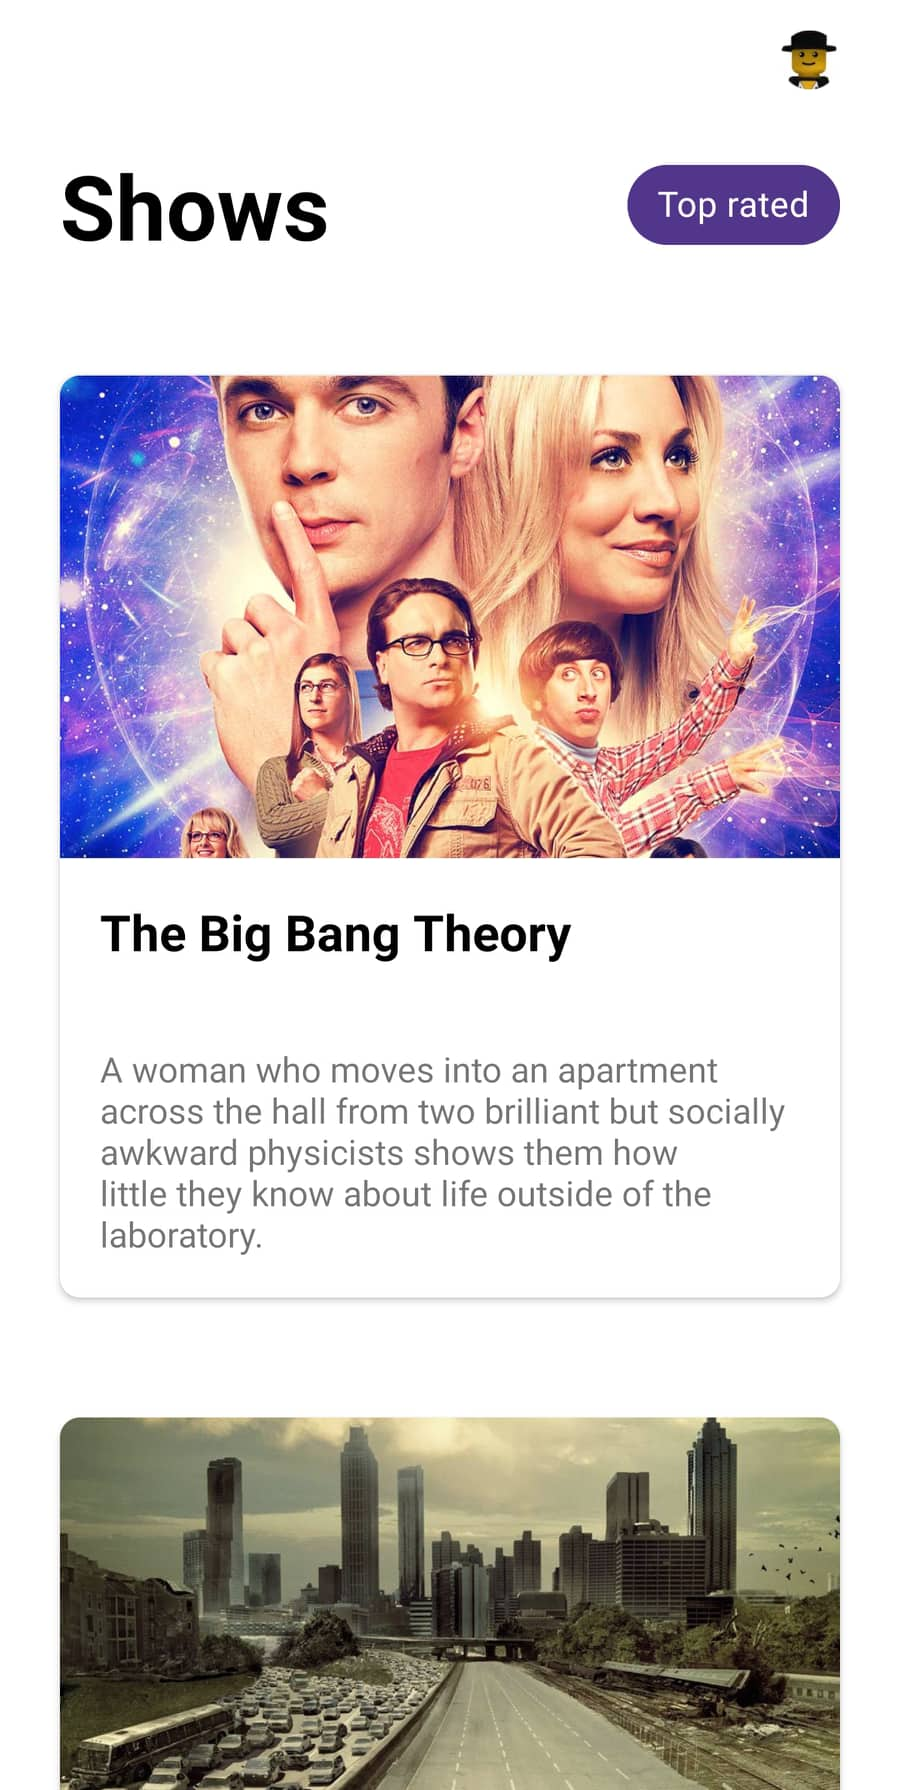 Shows
Top rated
076
The Big Bang Theory
A woman who moves into an apartment
across the hall from two brilliant but socially
awkward physicists shows them how
little they know about life outside of the
laboratory.